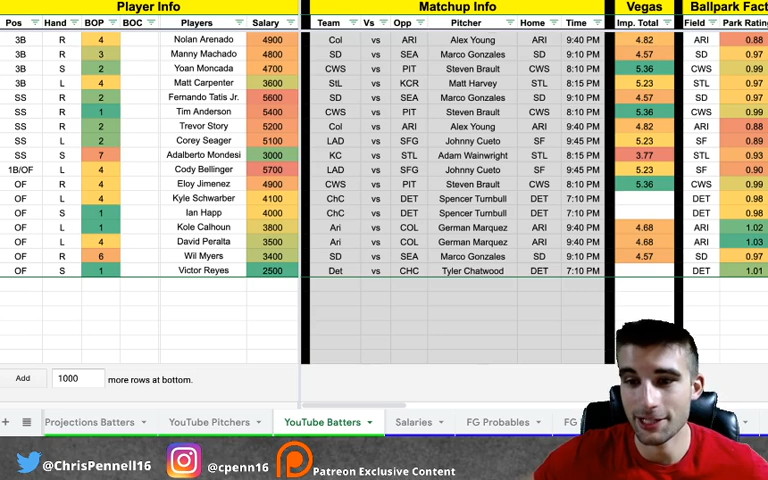 Player Info Matchup Info Vegas Ballpark Fact
Pos Hand BOP BOC Players Salary Team Vs Opp Pitcher Home Time Imp. Total Field Park Rating
3B R 4 Nolan Arenado 4900 Col vs ARI Alex Young ARI 9:40 PM 4.82 ARI 0.88
3B R 3 Manny Machado 4800 SD vs SEA Marco Gonzales SD 9:10 PM 4.57 SD 0.97
3B S 2 Yoan Moncada 4700 CWS vs PIT Steven Brault CWS 8:10 PM 5.36 CWS 0.99
3B L 4 Matt Carpenter 3600 StL vs KCR Matt Harvey STL 8:15 PM 5.23 STL 0.97
SS R 2 Fernando Tatis Jr. 5600 SD vs SEA Marco Gonzales SD 9:10 PM 4.57 SD 0.97
SS R 1 Tim Anderson 5400 CWS vs PIT Steven Brault CWS 8:10 PM 5.36 CWS 0.99
SS R 2 Trevor Story 5200 Col vs ARI Alex Young ARI 9:40 PM 4.82 ARI 0.88
SS L 2 Corey Seager 5100 LAD vs SFG Johnny Cueto SF 9:45 PM 5.23 SF 0.89
SS S 7 Adalberto Mondesi 3000 KC vs STL Adam Wainwright STL 8:15 PM 3.77 STL 0.93
1B/OF L 4 Cody Bellinger 5700 LAD vs SFG Johnny Cueto SF 9:45 PM 5.23 SF 0.90
OF R 4 Eloy Jimenez 4900 CWS vs PIT Steven Brault CWS 8:10 PM 5.36 CWS 0.99
OF L 4 Kyle Schwarber 4100 ChC vs DET Spencer Turnbull DET 7:10 PM DET 0.98
OF S 1 Ian Happ 4000 ChC vs DET Spencer Turnbull DET 7:10 PM DET 0.98
OF L 1 Kole Calhoun 3800 Ari vs COL German Marquez ARI 9:40 PM 4.68 ARI 1.02
OF L 4 David Peralta 3500 Ari vs COL German Marquez ARI 9:40 PM 4.68 ARI 1.03
OF R 6 Wil Myers 3400 SD vs SEA Marco Gonzales SD 9:10 PM 4.57 SD 0.97
OF S 1 Victor Reyes 2500 Det vs CHC Tyler Chatwood DET 7:10 PM DET 1.01
Add 1000 more rows at bottom.
+ Projections Batters YouTube Pitchers YouTube Batters Salaries FG Probables FG
@ChrisPennell16 @cpenn16 Patreon Exclusive Content